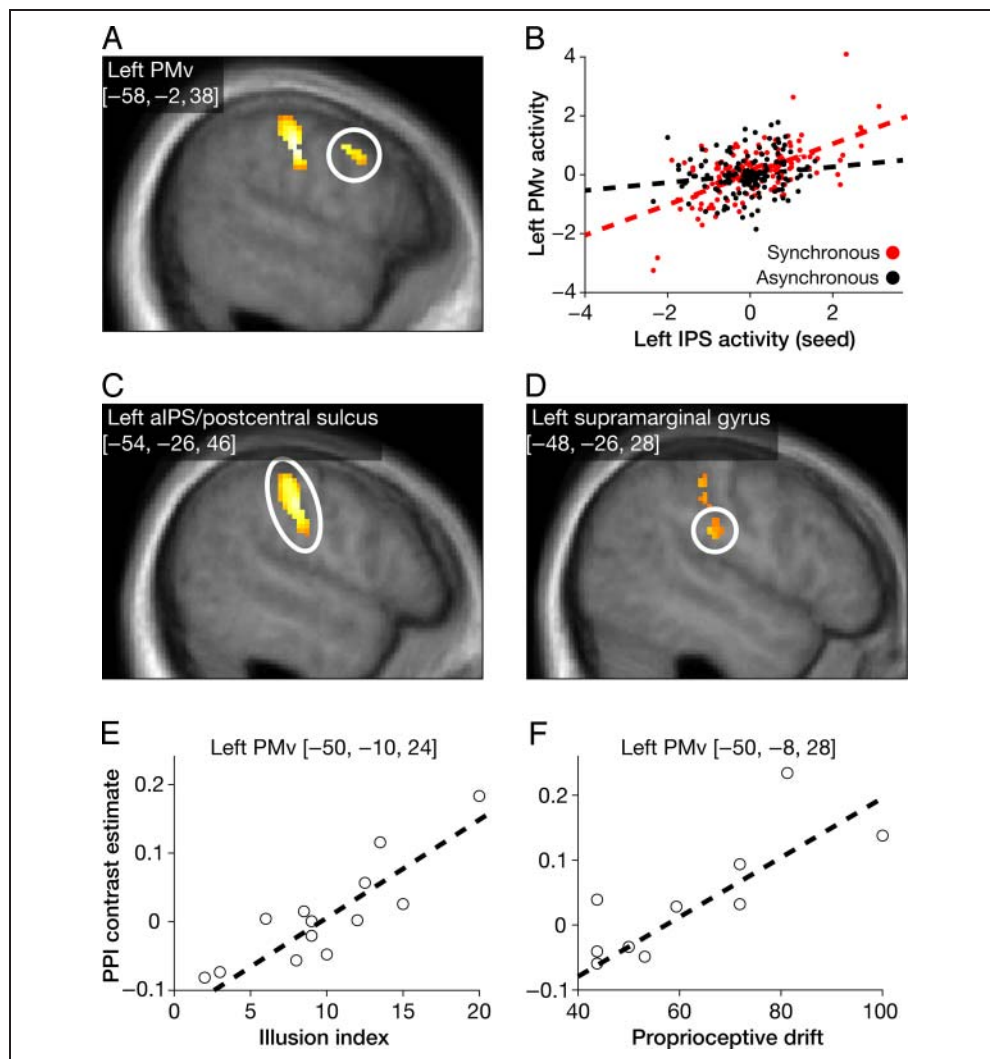 A
Left PMv
[−58, −2, 38]
B
4
2
0
−2
−4
−4
−2
0
2
Left PMv activity
Left IPS activity (seed)
Synchronous
Asynchronous
C
Left aIPS/postcentral sulcus
[−54, −26, 46]
D
Left supramarginal gyrus
[−48, −26, 28]
E
Left PMv [−50, −10, 24]
PPI contrast estimate
0.2
0.1
0
−0.1
0
5
10
15
20
Illusion index
F
Left PMv [−50, −8, 28]
0.2
0.1
0
−0.1
40
60
80
100
Proprioceptive drift